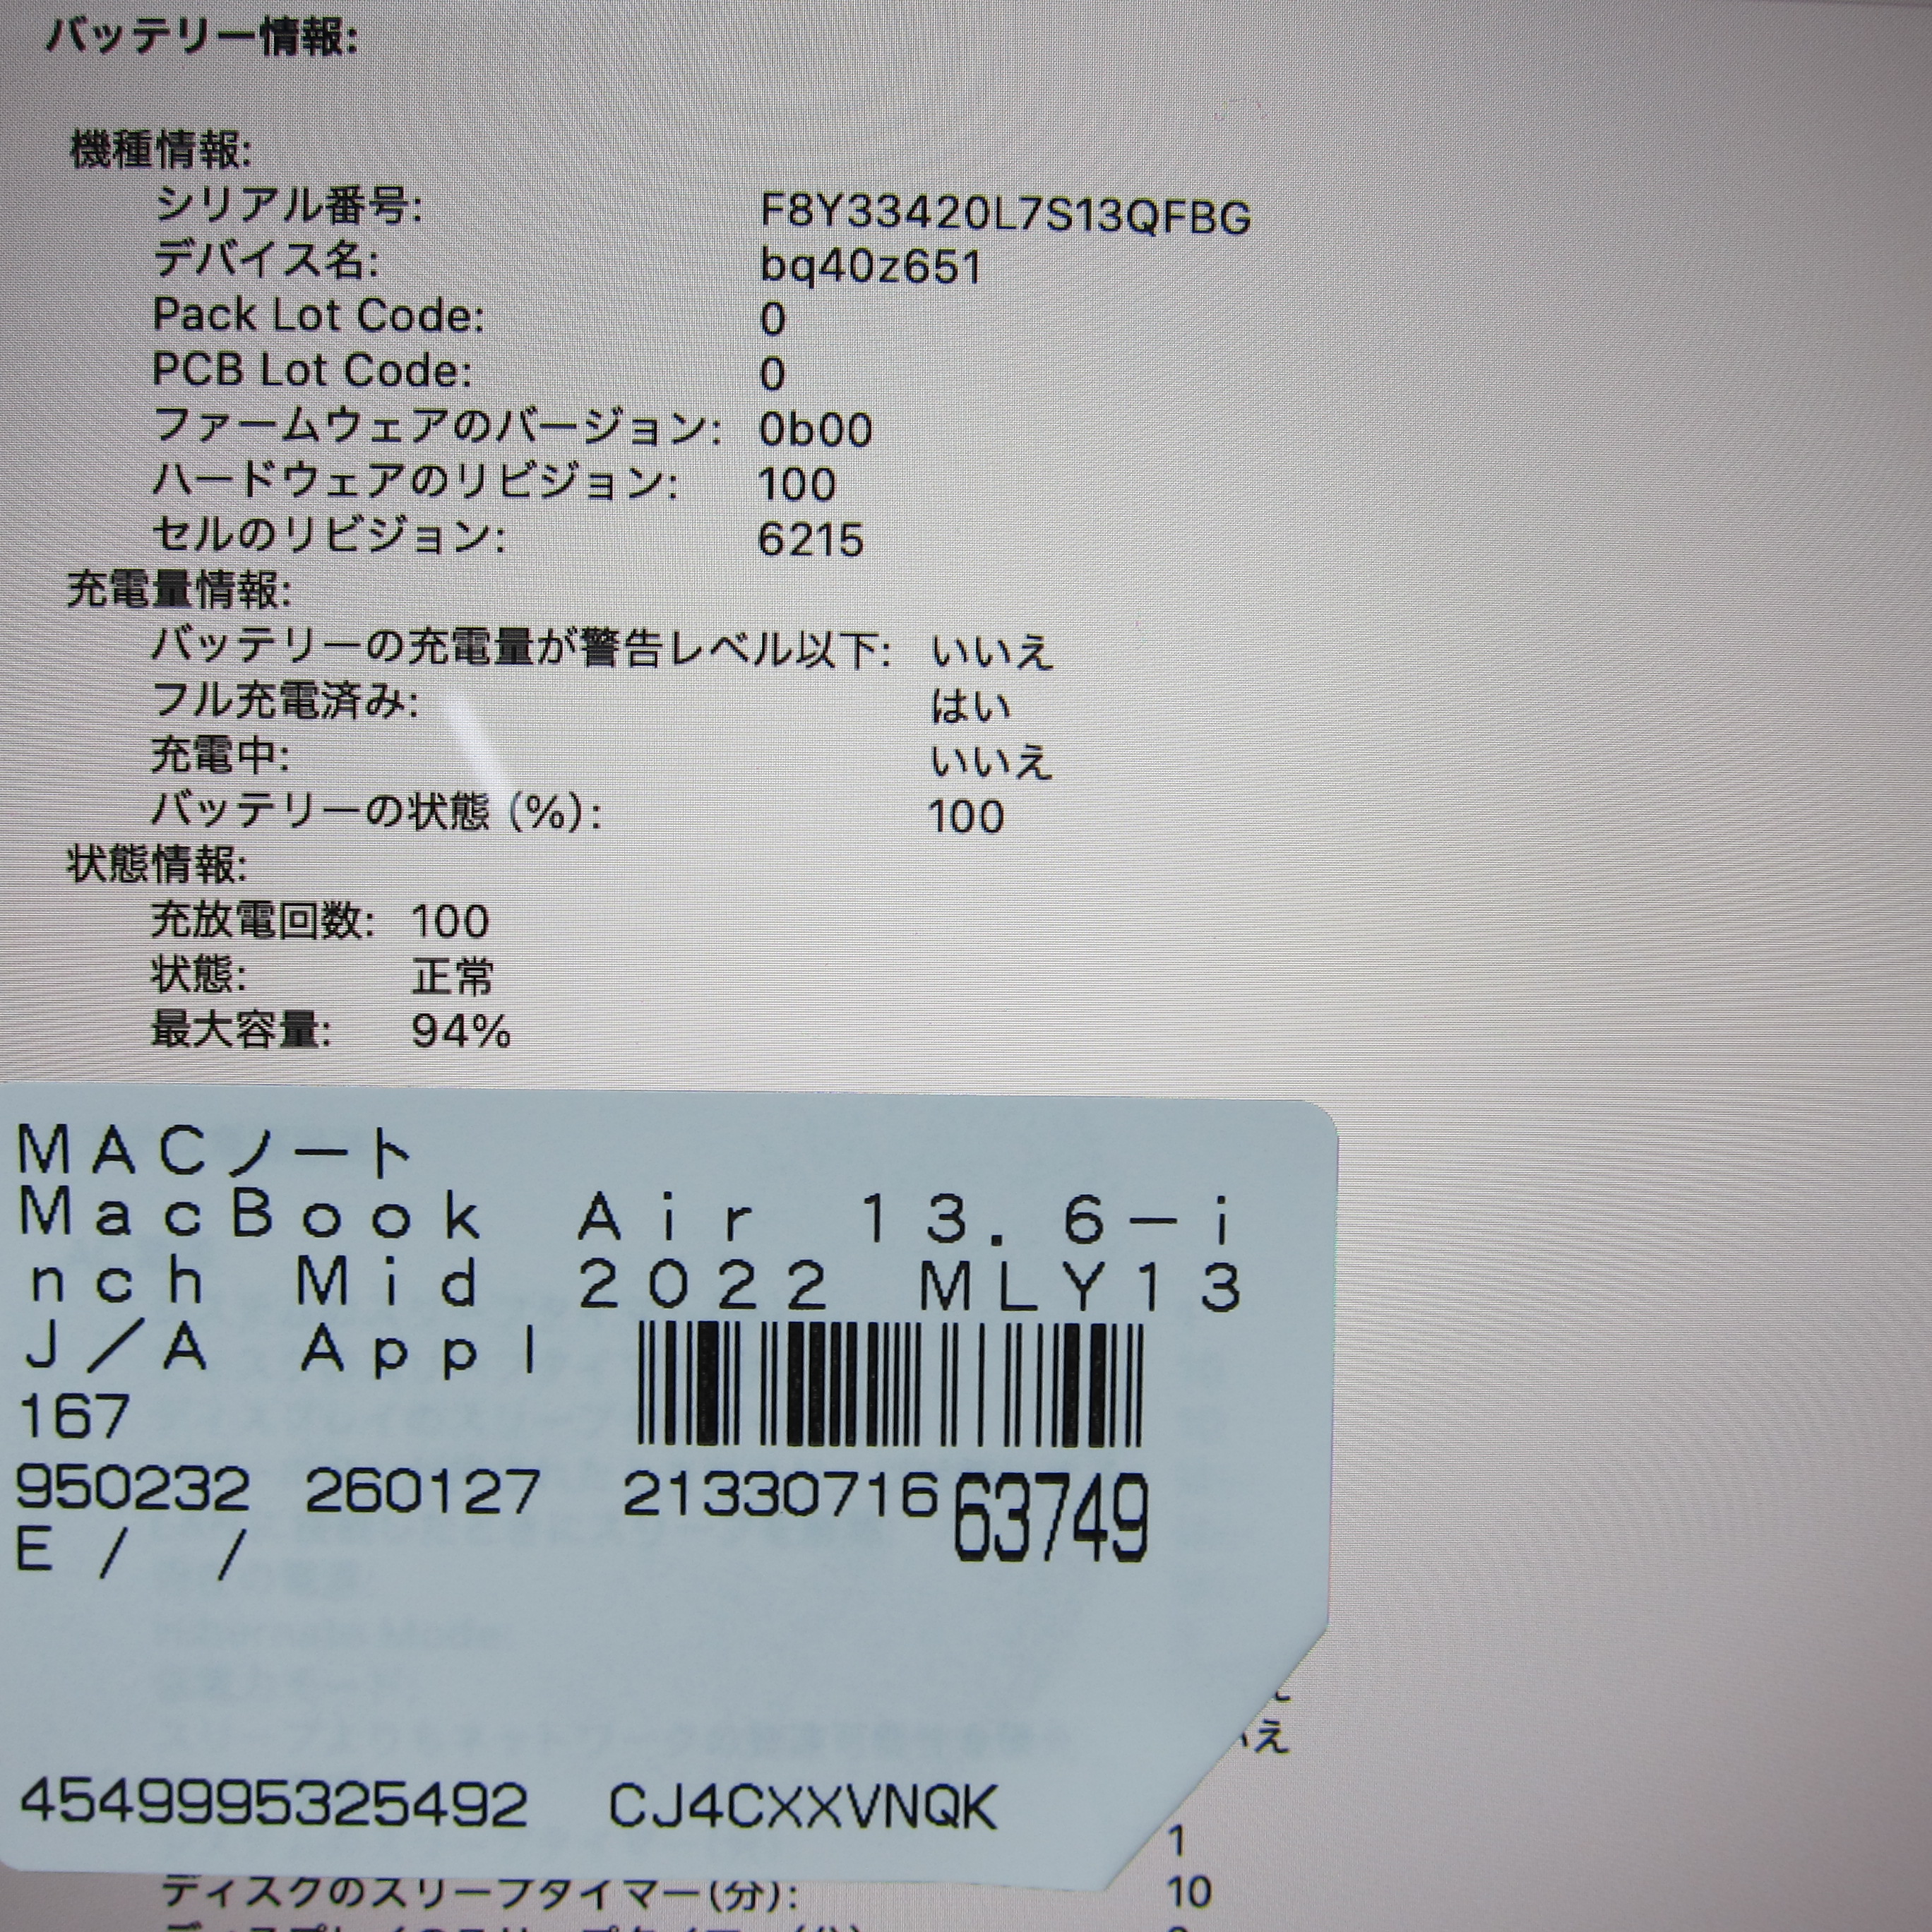 バッテリー情報:
機種情報:
シリアル番号: F8Y33420L7S13QFBG
デバイス名: bq40z651
Pack Lot Code: 0
PCB Lot Code: 0
ファームウェアのバージョン: 0b00
ハードウェアのリビジョン: 100
セルのリビジョン: 6215
充電量情報:
バッテリーの充電量が警告レベル以下: いいえ
フル充電済み: はい
充電中: いいえ
バッテリーの状態 (%): 100
状態情報:
充放電回数: 100
状態: 正常
最大容量: 94%
MACノート
MacBook Air 13.6-i
nch Mid 2022 MLY13
J/A Appl
167
950232 260127 21330716 63749
E / /
4549995325492 CJ4CXXVNQK
1
ディスクのスリープタイマー(分): 10